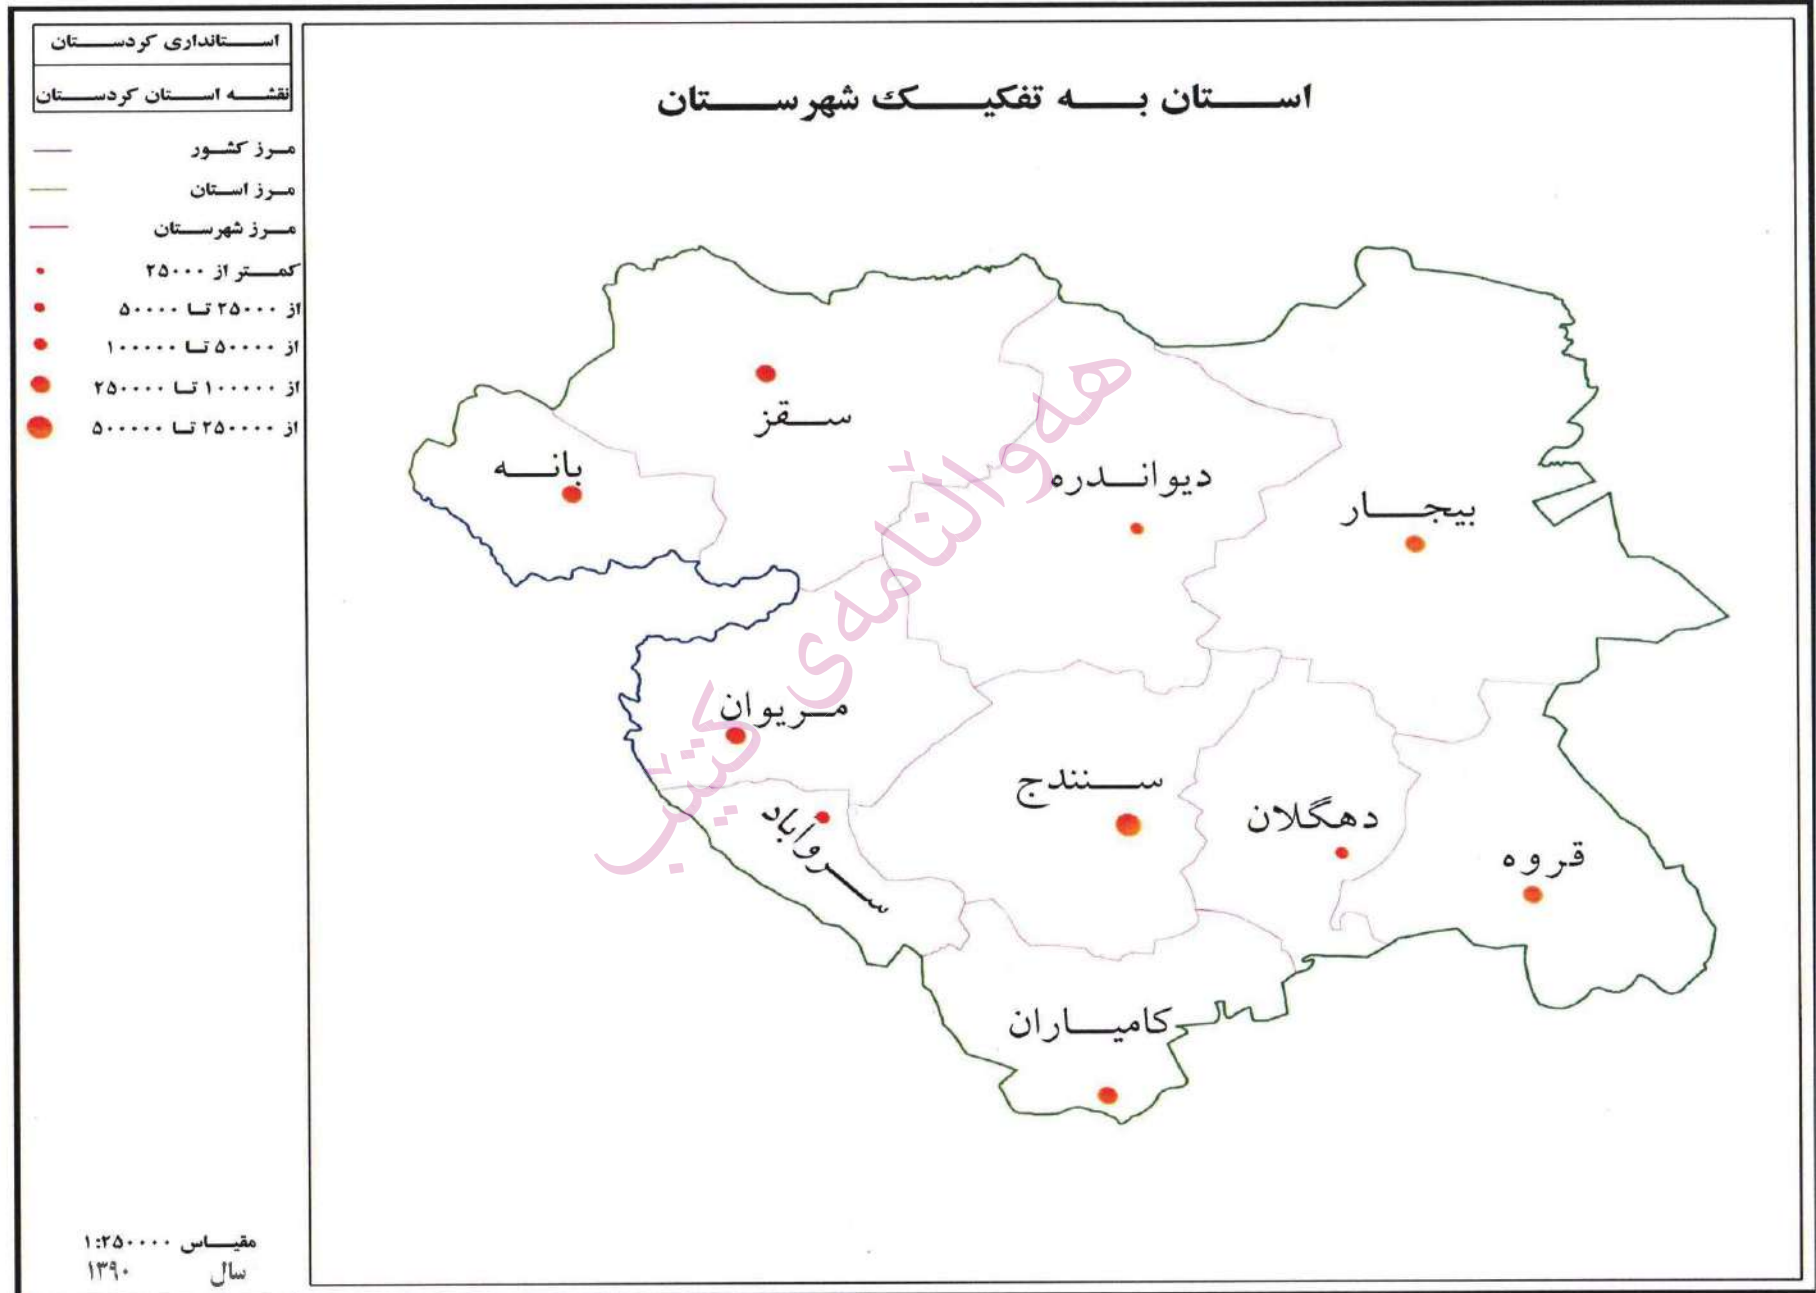 استانداری کردستان
نقشه استان کردستان
استان به تفکیک شهرستان
مرز کشور
مرز استان
مرز شهرستان
کمتر از ۲۵۰۰۰
از ۲۵۰۰۰ تا ۵۰۰۰۰
از ۵۰۰۰۰ تا ۱۰۰۰۰۰
از ۱۰۰۰۰۰ تا ۲۵۰۰۰۰
از ۲۵۰۰۰۰ تا ۵۰۰۰۰۰
سقز
بانه
دیواندره
بیجار
مریوان
سنندج
سروآباد
دهگلان
قروه
کامیاران
هەواڵنامەی کتێب
مقیاس ۱:۲۵۰۰۰۰
سال ۱۳۹۰